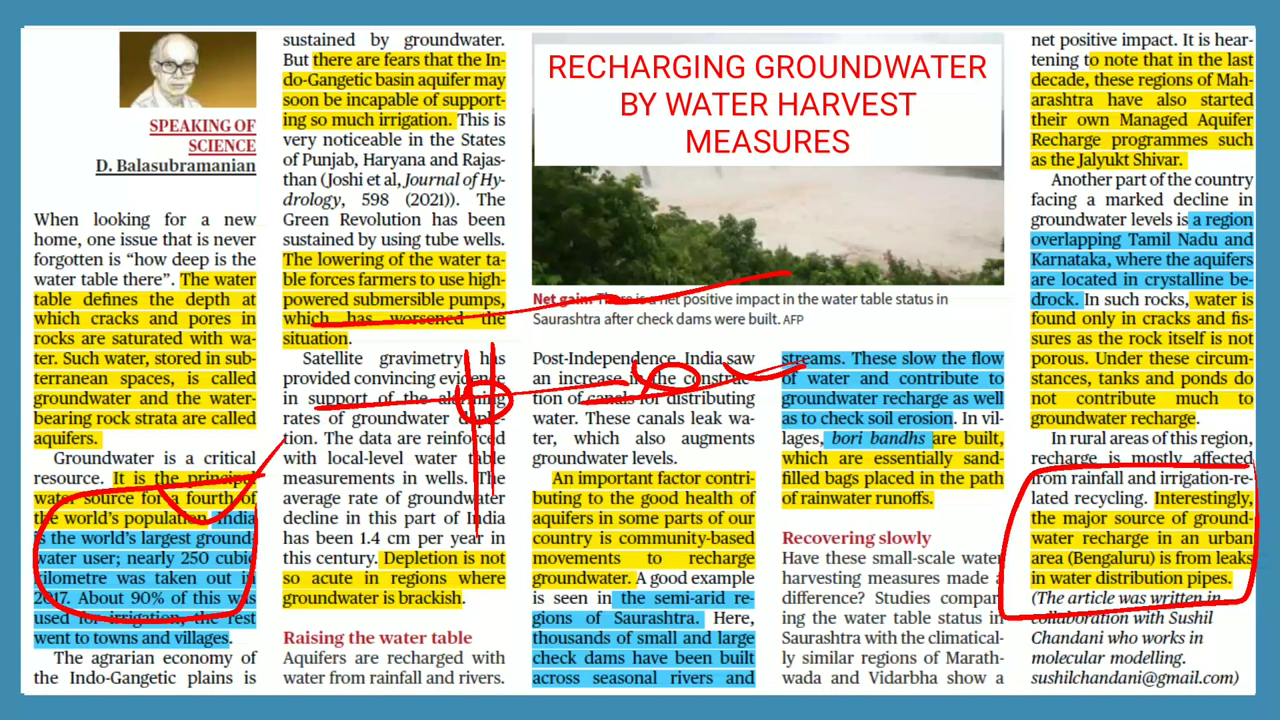 SPEAKING OF
SCIENCE
D. Balasubramanian
When looking for a new
home, one issue that is never
forgotten is “how deep is the
water table there”. The water
table defines the depth at
which cracks and pores in
rocks are saturated with wa-
ter. Such water, stored in sub-
terranean spaces, is called
groundwater and the water-
bearing rock strata are called
aquifers.
Groundwater is a critical
resource. It is the principal
water source for a fourth of
the world's population. India
is the world's largest ground-
water user; nearly 250 cubic
kilometre was taken out in
2017. About 90% of this was
used for irrigation, the rest
went to towns and villages.
The agrarian economy of
the Indo-Gangetic plains is
sustained by groundwater.
But there are fears that the In-
do-Gangetic basin aquifer may
soon be incapable of support-
ing so much irrigation. This is
very noticeable in the States
of Punjab, Haryana and Rajas-
than (Joshi et al, Journal of Hy-
drology, 598 (2021)). The
Green Revolution has been
sustained by using tube wells.
The lowering of the water ta-
ble forces farmers to use high-
powered submersible pumps,
which has worsened the
situation.
Satellite gravimetry has
provided convincing evidence
in support of the alarming
rates of groundwater deple-
tion. The data are reinforced
with local-level water table
measurements in wells. The
average rate of groundwater
decline in this part of India
has been 1.4 cm per year in
this century. Depletion is not
so acute in regions where
groundwater is brackish.
Raising the water table
Aquifers are recharged with
water from rainfall and rivers.
RECHARGING GROUNDWATER
BY WATER HARVEST
MEASURES
Net gain: There is a net positive impact in the water table status in
Saurashtra after check dams were built. AFP
Post-Independence, India saw
an increase in the construc-
tion of canals for distributing
water. These canals leak wa-
ter, which also augments
groundwater levels.
An important factor contri-
buting to the good health of
aquifers in some parts of our
country is community-based
movements to recharge
groundwater. A good example
is seen in the semi-arid re-
gions of Saurashtra. Here,
thousands of small and large
check dams have been built
across seasonal rivers and
streams. These slow the flow
of water and contribute to
groundwater recharge as well
as to check soil erosion. In vil-
lages, bori bandhs are built,
which are essentially sand-
filled bags placed in the path
of rainwater runoffs.
Recovering slowly
Have these small-scale water
harvesting measures made a
difference? Studies compar-
ing the water table status in
Saurashtra with the climatical-
ly similar regions of Marath-
wada and Vidarbha show a
net positive impact. It is hear-
tening to note that in the last
decade, these regions of Mah-
arashtra have also started
their own Managed Aquifer
Recharge programmes such
as the Jalyukt Shivar.
Another part of the country
facing a marked decline in
groundwater levels is a region
overlapping Tamil Nadu and
Karnataka, where the aquifers
are located in crystalline be-
drock. In such rocks, water is
found only in cracks and fis-
sures as the rock itself is not
porous. Under these circum-
stances, tanks and ponds do
not contribute much to
groundwater recharge.
In rural areas of this region,
recharge is mostly affected
from rainfall and irrigation-re-
lated recycling. Interestingly,
the major source of ground-
water recharge in an urban
area (Bengaluru) is from leaks
in water distribution pipes.
(The article was written in
collaboration with Sushil
Chandani who works in
molecular modelling.
sushilchandani@gmail.com)